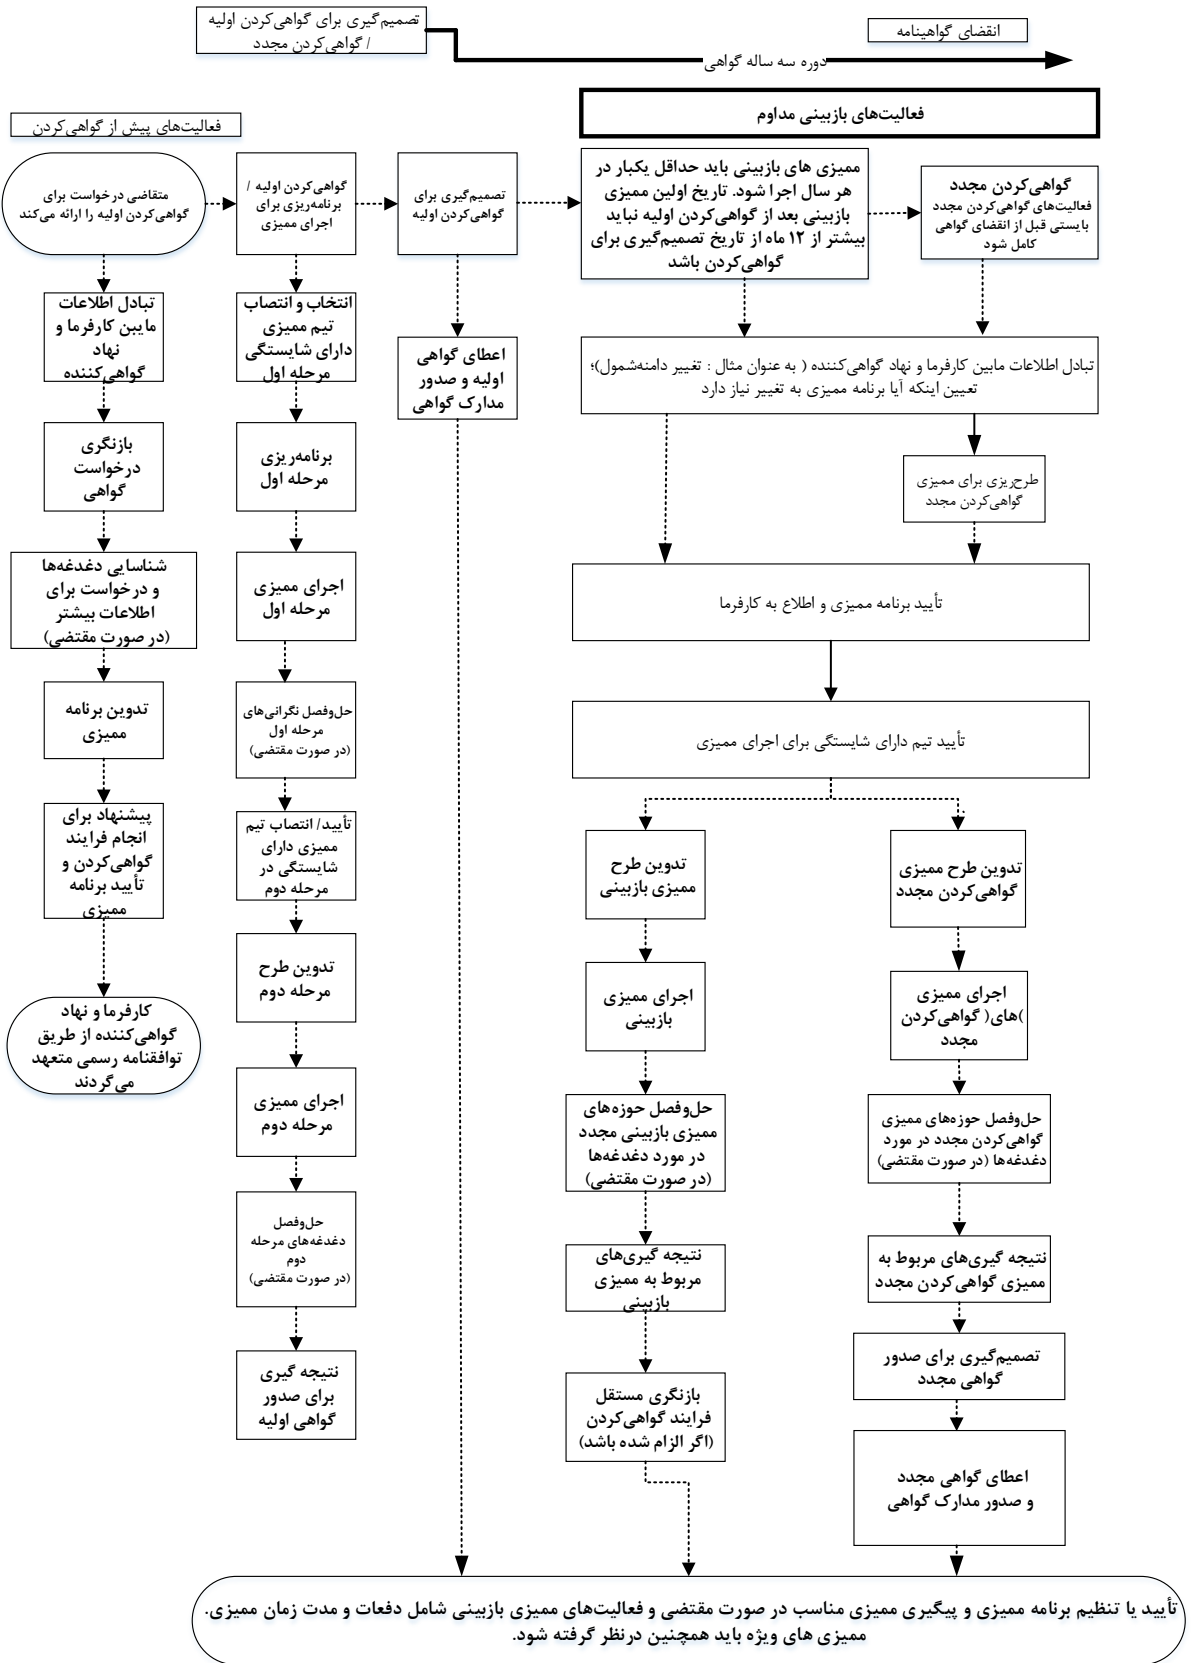 تصمیم‌گیری برای گواهی‌کردن اولیه
/ گواهی‌کردن مجدد
انقضای گواهینامه
دوره سه ساله گواهی
فعالیت‌های بازبینی مداوم
فعالیت‌های پیش از گواهی‌کردن
متقاضی درخواست برای
گواهی‌کردن اولیه را ارائه می‌کند
تبادل اطلاعات
مایبن کارفرما و
نهاد
گواهی‌کننده
بازنگری
درخواست
گواهی
شناسایی دغدغه‌ها
و درخواست برای
اطلاعات بیشتر
(در صورت مقتضی)
تدوین برنامه
ممیزی
پیشنهاد برای
انجام فرایند
گواهی‌کردن و
تأیید برنامه
ممیزی
کارفرما و نهاد
گواهی‌کننده از طریق
توافقنامه رسمی متعهد
می‌گردند
گواهی‌کردن اولیه /
برنامه‌ریزی برای
اجرای ممیزی
انتخاب و انتصاب
تیم ممیزی
دارای شایستگی
مرحله اول
برنامه‌ریزی
مرحله اول
اجرای ممیزی
مرحله اول
حل‌وفصل نگرانی‌های
مرحله اول
(در صورت مقتضی)
تأیید/ انتصاب تیم
ممیزی دارای
شایستگی در
مرحله دوم
تدوین طرح
مرحله دوم
اجرای ممیزی
مرحله دوم
حل‌وفصل
دغدغه‌های مرحله
دوم
(در صورت مقتضی)
نتیجه گیری
برای صدور
گواهی اولیه
تصمیم‌گیری برای
گواهی‌کردن اولیه
اعطای گواهی
اولیه و صدور
مدارک گواهی
ممیزی های بازبینی باید حداقل یکبار در
هر سال اجرا شود. تاریخ اولین ممیزی
بازبینی بعد از گواهی‌کردن اولیه نباید
بیشتر از ۱۲ ماه از تاریخ تصمیم‌گیری برای
گواهی‌کردن باشد
گواهی‌کردن مجدد
فعالیت‌های گواهی‌کردن مجدد
بایستی قبل از انقضای گواهی
کامل شود
تبادل اطلاعات مابین کارفرما و نهاد گواهی‌کننده ( به عنوان مثال : تغییر دامنه‌شمول)؛
تعیین اینکه آیا برنامه ممیزی به تغییر نیاز دارد
طرح‌ریزی برای ممیزی
گواهی‌کردن مجدد
تأیید برنامه ممیزی و اطلاع به کارفرما
تأیید تیم دارای شایستگی برای اجرای ممیزی
تدوین طرح
ممیزی بازبینی
اجرای ممیزی
بازبینی
حل‌وفصل حوزه‌های
ممیزی بازبینی مجدد
در مورد دغدغه‌ها
(در صورت مقتضی)
نتیجه گیری‌های
مربوط به ممیزی
بازبینی
بازنگری مستقل
فرایند گواهی‌کردن
(اگر الزام شده باشد)
تدوین طرح ممیزی
گواهی‌کردن مجدد
اجرای ممیزی
)های( گواهی‌کردن
مجدد
حل‌وفصل حوزه‌های ممیزی
گواهی‌کردن مجدد در مورد
دغدغه‌ها (در صورت مقتضی)
نتیجه گیری‌های مربوط به
ممیزی گواهی‌کردن مجدد
تصمیم‌گیری برای صدور
گواهی مجدد
اعطای گواهی مجدد
و صدور مدارک گواهی
تأیید یا تنظیم برنامه ممیزی و پیگیری ممیزی مناسب در صورت مقتضی و فعالیت‌های ممیزی بازبینی شامل دفعات و مدت زمان ممیزی.
ممیزی های ویژه باید همچنین درنظر گرفته شود.